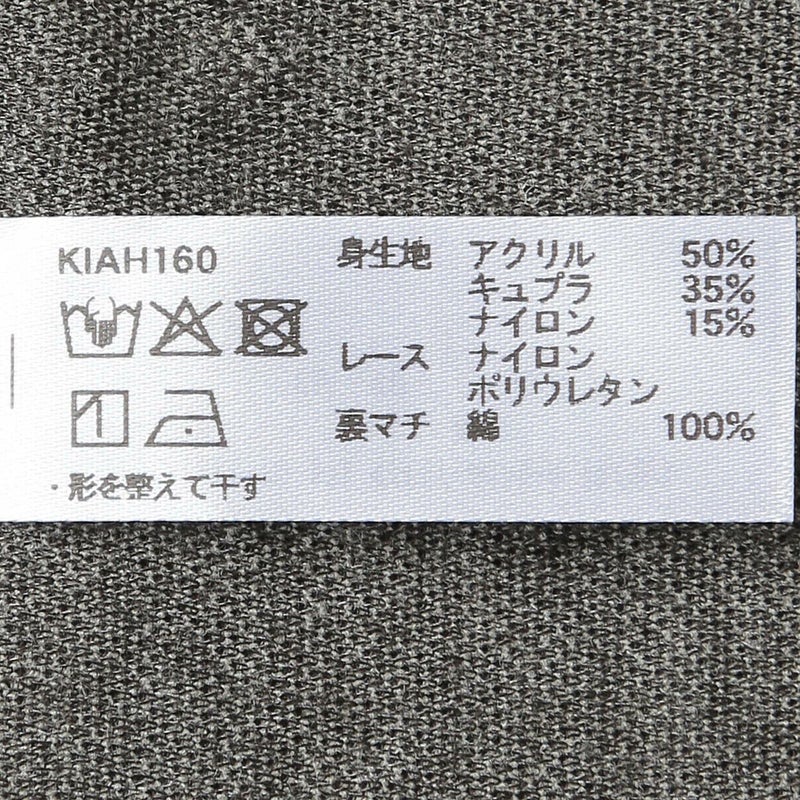 KIAH160
身生地 アクリル 50%
キュプラ 35%
ナイロン 15%
レース ナイロン
ポリウレタン
裏マチ 綿 100%
・形を整えて干す